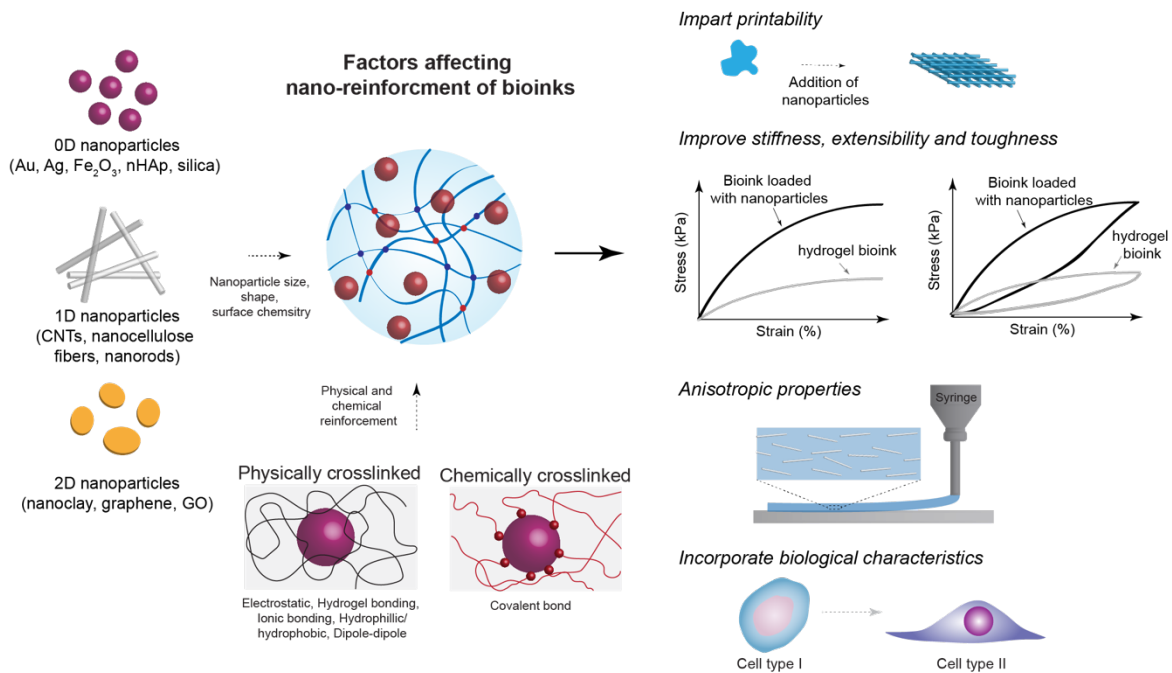 Factors affecting
nano-reinforcment of bioinks
0D nanoparticles
(Au, Ag, Fe₂O₃, nHAp, silica)
1D nanoparticles
(CNTs, nanocellulose
fibers, nanorods)
2D nanoparticles
(nanoclay, graphene, GO)
Nanoparticle size,
shape,
surface chemsitry
Physical and
chemical
reinforcement
Physically crosslinked
Electrostatic, Hydrogel bonding,
Ionic bonding, Hydrophillic/
hydrophobic, Dipole-dipole
Chemically crosslinked
Covalent bond
Impart printability
Addition of
nanoparticles
Improve stiffness, extensibility and toughness
Stress (kPa)
Bioink loaded
with nanoparticles
hydrogel bioink
Strain (%)
Stress (kPa)
Bioink loaded
with nanoparticles
hydrogel
bioink
Strain (%)
Anisotropic properties
Syringe
Incorporate biological characteristics
Cell type I
Cell type II